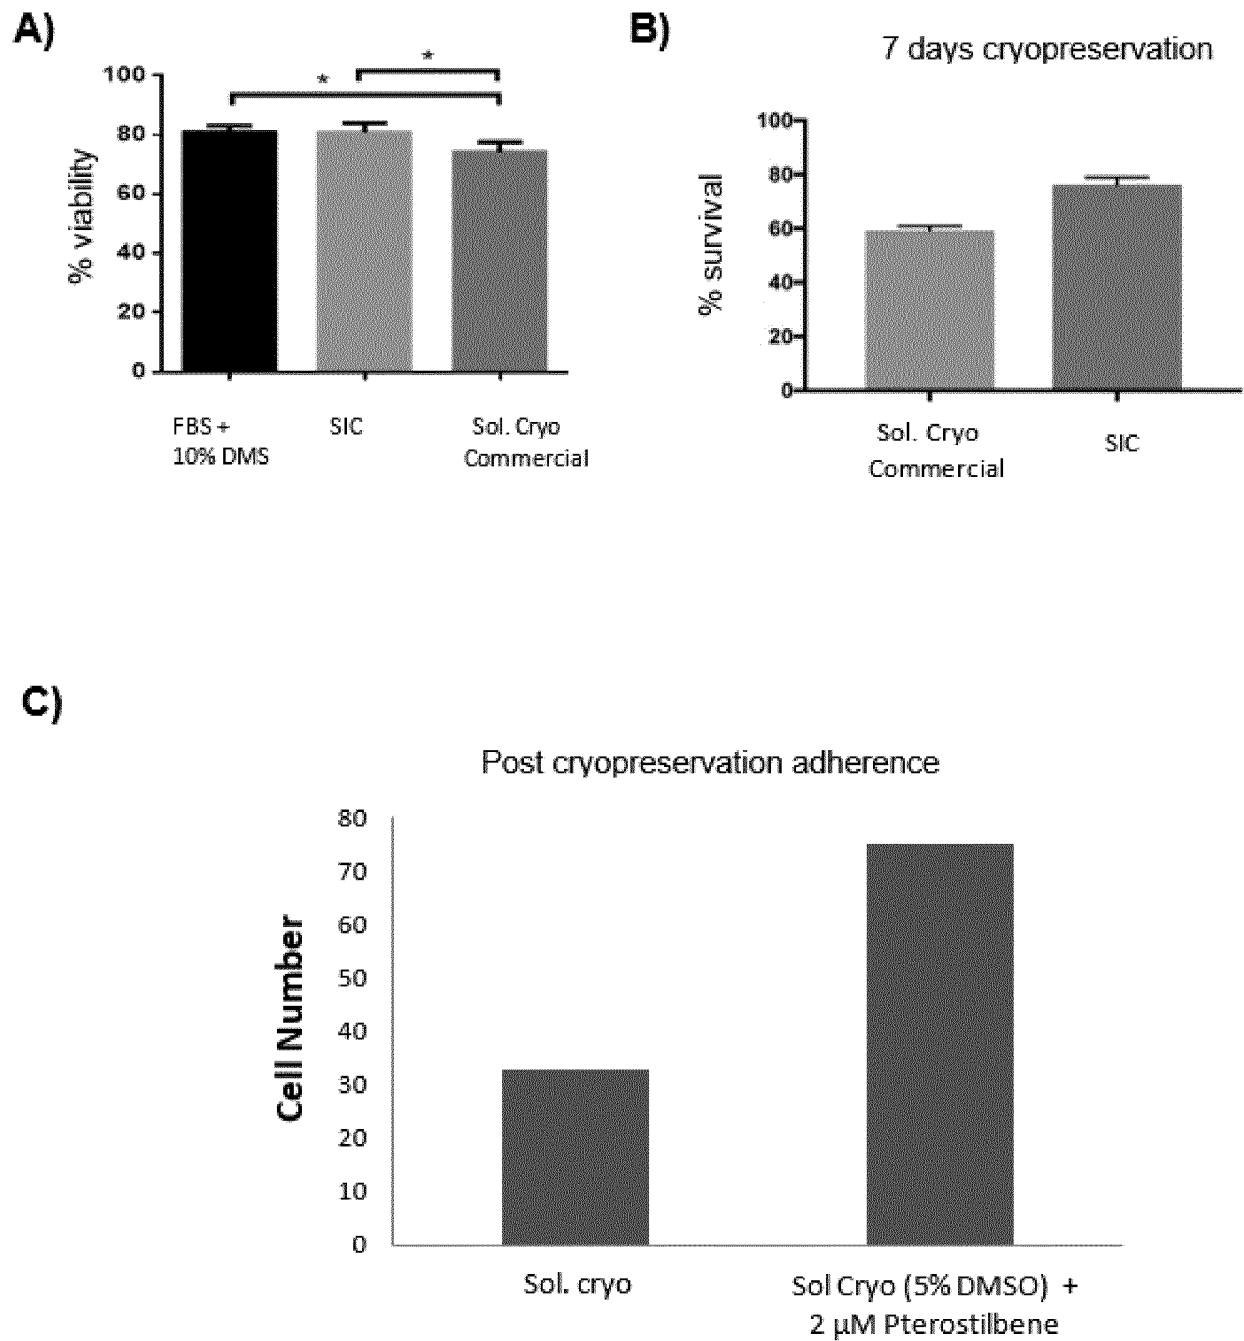 A)
% viability
100
80
60
40
20
0
*
*
FBS +
10% DMS
SIC
Sol. Cryo
Commercial
B)
7 days cryopreservation
% survival
100
80
60
40
20
0
Sol. Cryo
Commercial
SIC
C)
Post cryopreservation adherence
Cell Number
80
70
60
50
40
30
20
10
0
Sol. cryo
Sol Cryo (5% DMSO) +
2 µM Pterostilbene